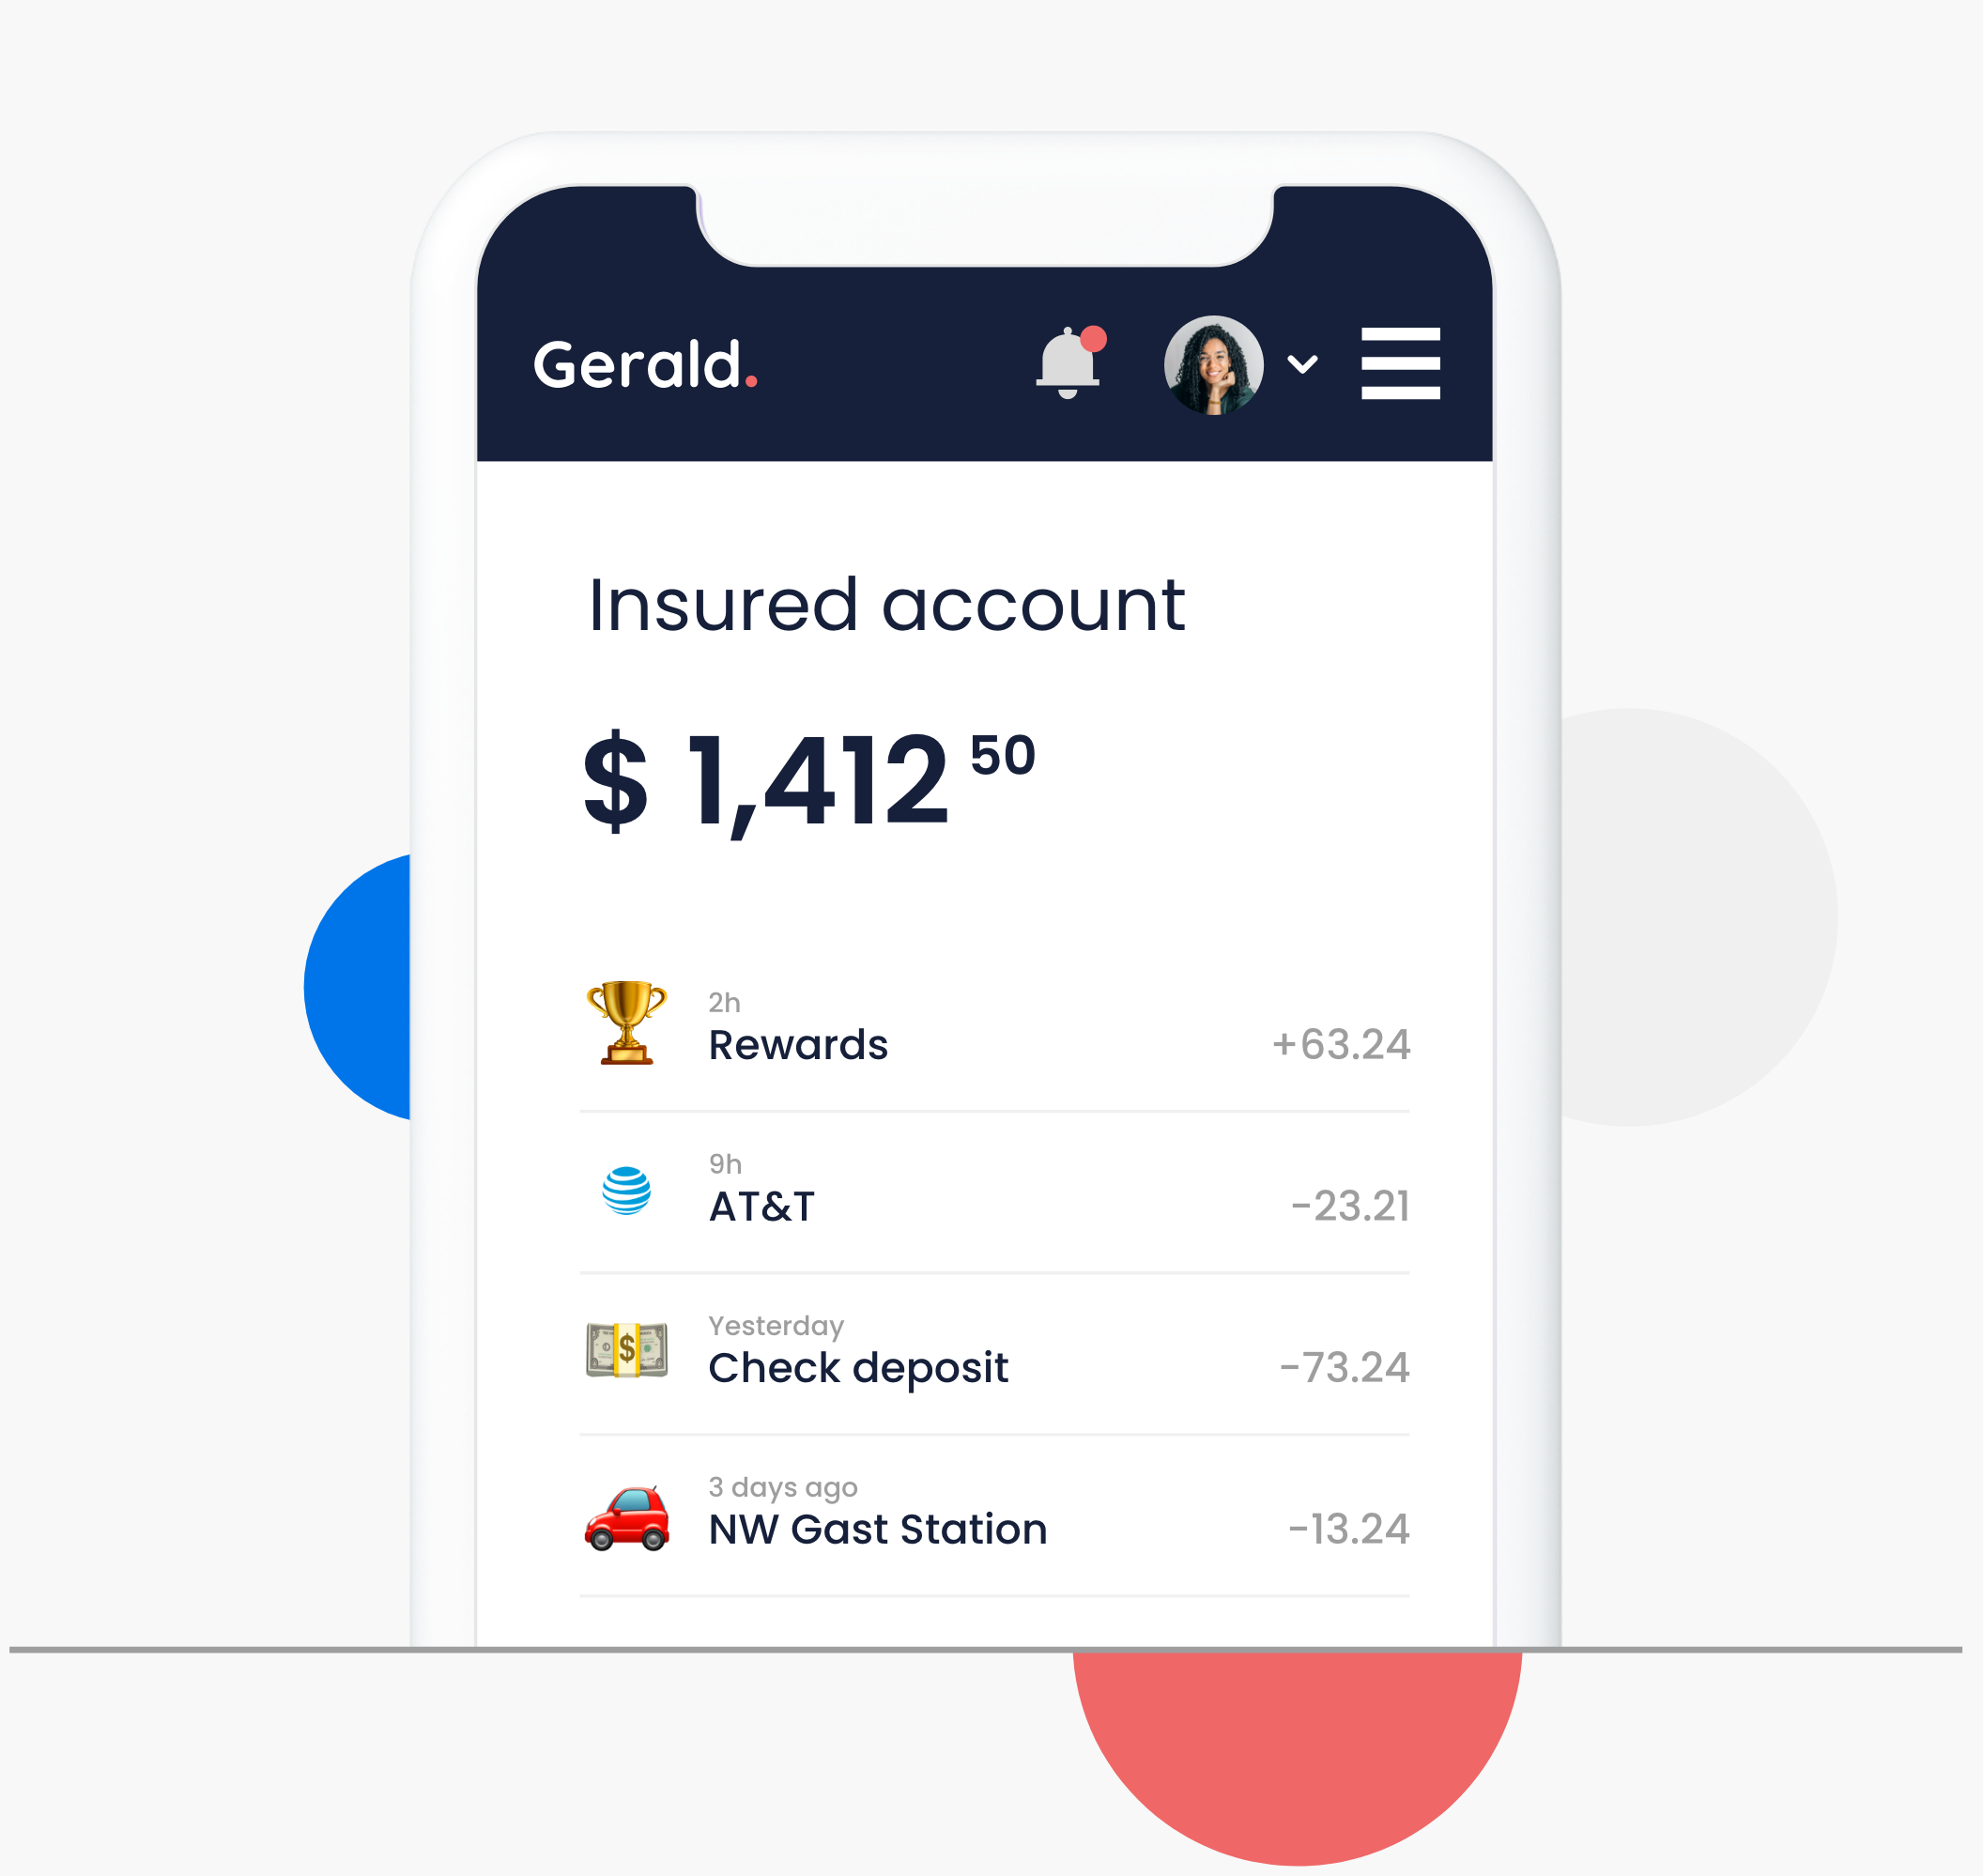 Gerald.
Insured account
$ 1,412 50
2h
Rewards +63.24
9h
AT&T -23.21
Yesterday
Check deposit -73.24
3 days ago
NW Gast Station -13.24